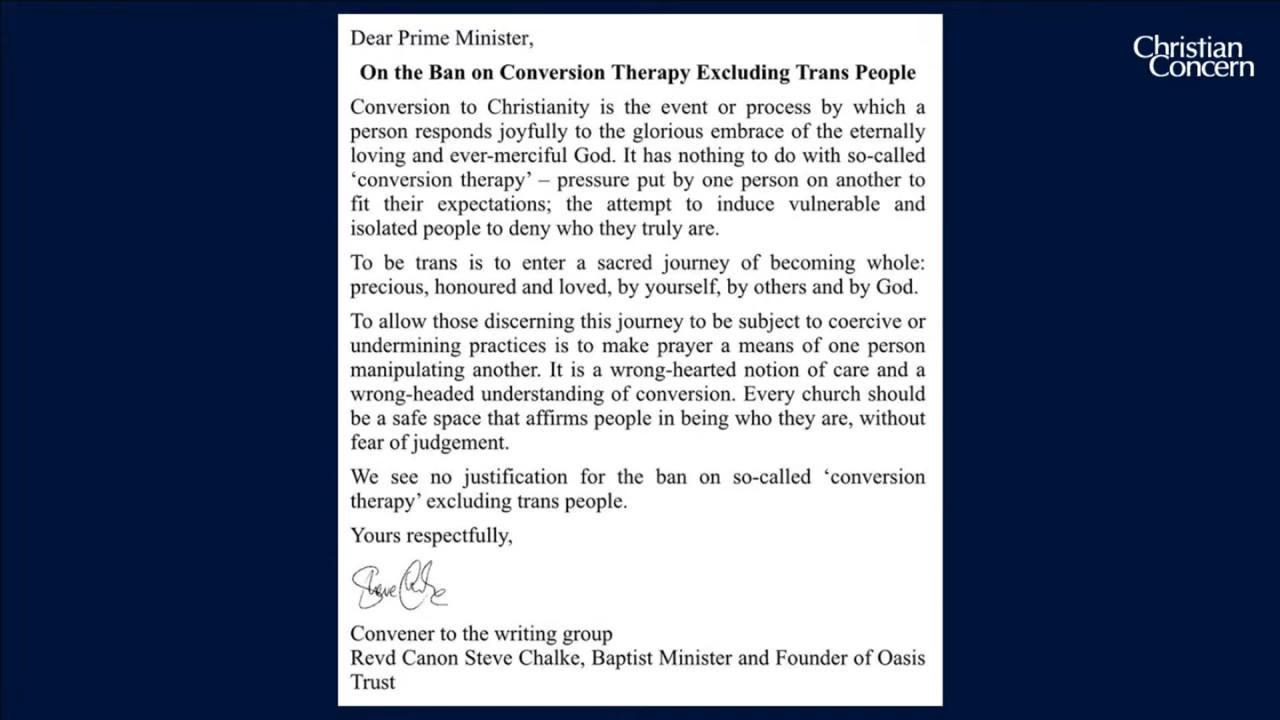 Dear Prime Minister,
On the Ban on Conversion Therapy Excluding Trans People
Conversion to Christianity is the event or process by which a
person responds joyfully to the glorious embrace of the eternally
loving and ever-merciful God. It has nothing to do with so-called
‘conversion therapy’ – pressure put by one person on another to
fit their expectations; the attempt to induce vulnerable and
isolated people to deny who they truly are.
To be trans is to enter a sacred journey of becoming whole:
precious, honoured and loved, by yourself, by others and by God.
To allow those discerning this journey to be subject to coercive or
undermining practices is to make prayer a means of one person
manipulating another. It is a wrong-hearted notion of care and a
wrong-headed understanding of conversion. Every church should
be a safe space that affirms people in being who they are, without
fear of judgement.
We see no justification for the ban on so-called ‘conversion
therapy’ excluding trans people.
Yours respectfully,
Steve Chalke
Convener to the writing group
Revd Canon Steve Chalke, Baptist Minister and Founder of Oasis
Trust
Christian
Concern